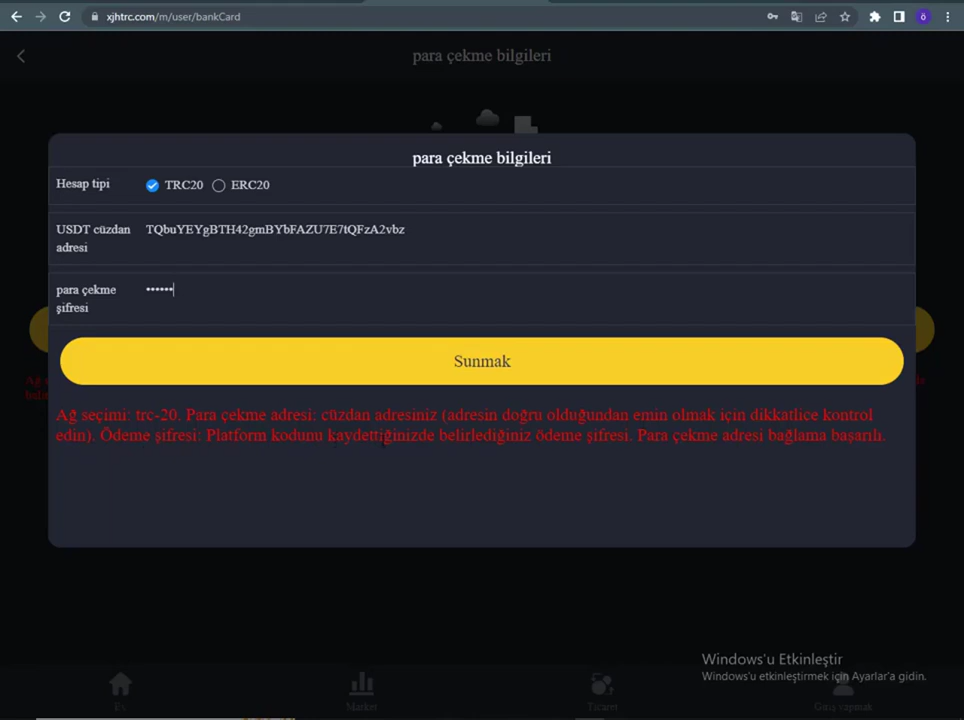 xjhtrc.com/m/user/bankCard
ö
para çekme bilgileri
para çekme bilgileri
Hesap tipi
TRC20
ERC20
USDT cüzdan
adresi
TQbuYEYgBTH42gmBYbFAZU7E7tQFzA2vbz
para çekme
şifresi
••••••
Sunmak
Ağ seçimi: trc-20. Para çekme adresi: cüzdan adresiniz (adresin doğru olduğundan emin olmak için dikkatlice kontrol
edin). Ödeme şifresi: Platform kodunu kaydettiğinizde belirlediğiniz ödeme şifresi. Para çekme adresi bağlama başarılı.
Windows'u Etkinleştir
Windows'u etkinleştirmek için Ayarlar'a gidin.
Ev
Market
Ticaret
Giriş yapmak